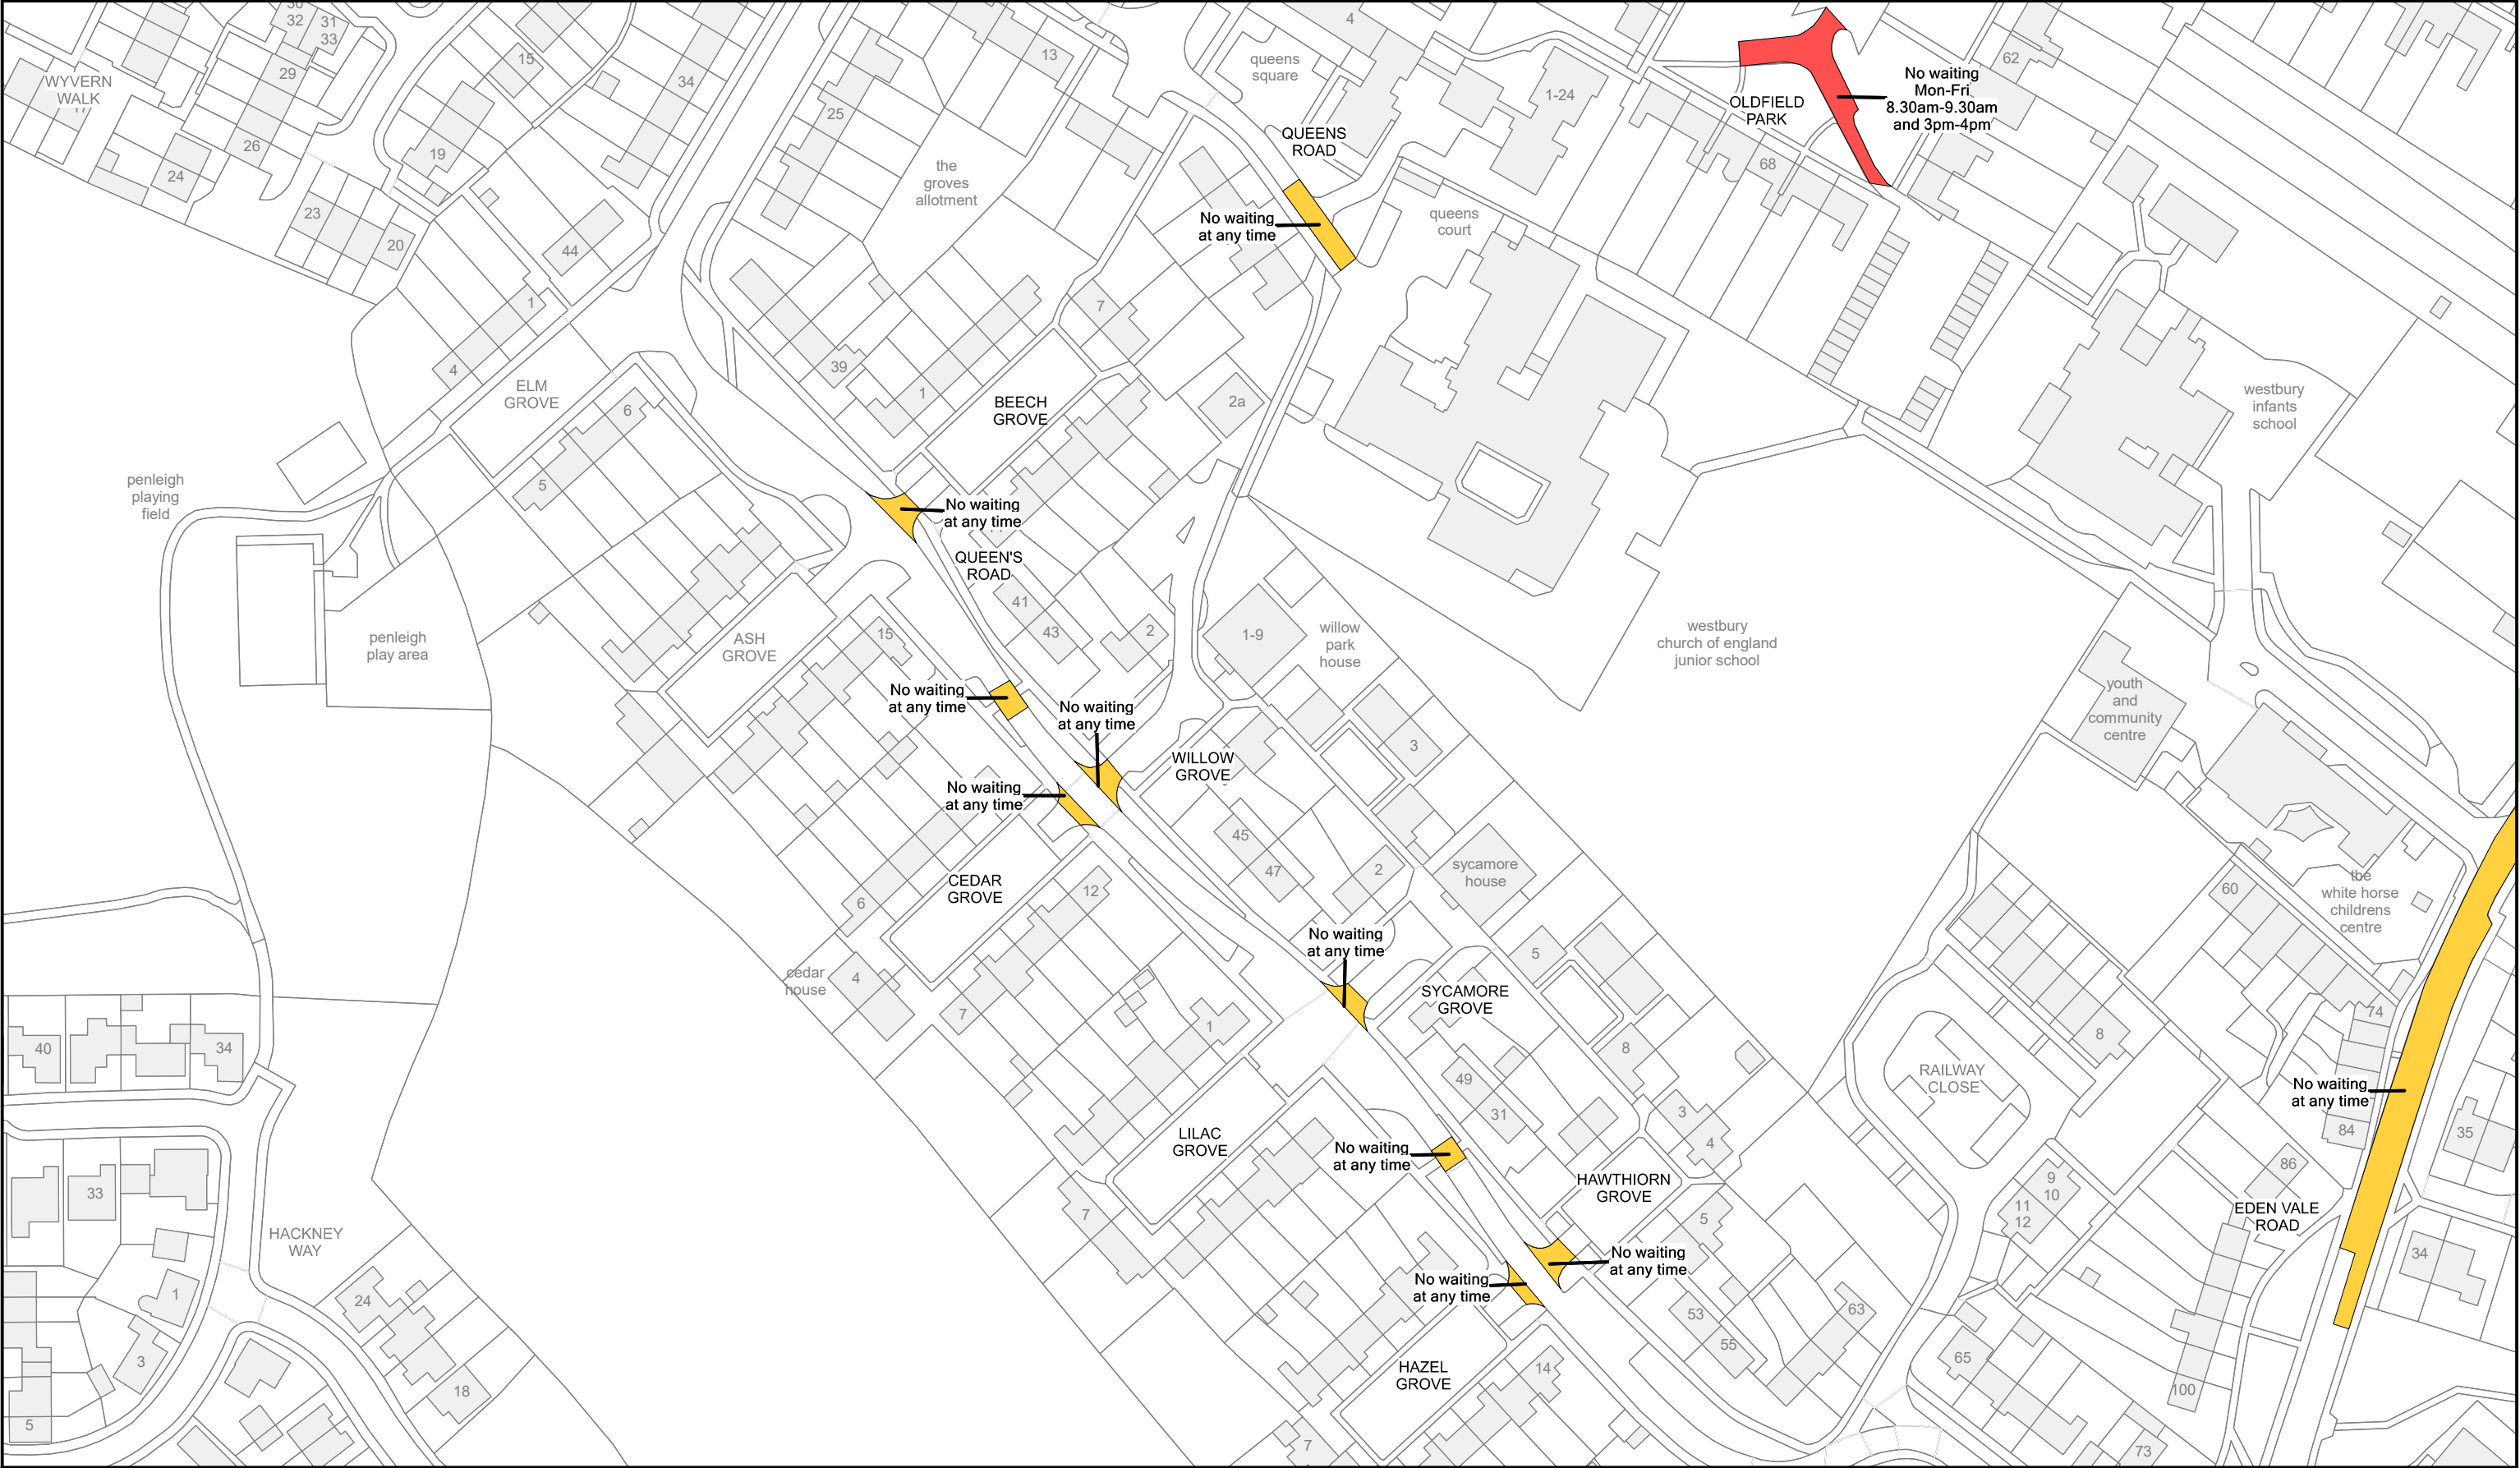 30
32
31
33
29
26
24
WYVERN
WALK
17
15
19
34
23
20
44
25
13
4
queens
square
1-24
QUEENS
ROAD
the
groves
allotment
No waiting
at any time
queens
court
OLDFIELD
PARK
68
No waiting
Mon-Fri
8.30am-9.30am
and 3pm-4pm
62
1
4
ELM
GROVE
6
5
39
1
7
BEECH
GROVE
2a
westbury
infants
school
penleigh
playing
field
No waiting
at any time
QUEEN'S
ROAD
41
43
2
1-9
willow
park
house
westbury
church of england
junior school
penleigh
play area
ASH
GROVE
15
No waiting
at any time
No waiting
at any time
WILLOW
GROVE
3
youth
and
community
centre
No waiting
at any time
45
47
2
sycamore
house
CEDAR
GROVE
6
12
60
the
white horse
childrens
centre
No waiting
at any time
5
cedar
house
4
7
1
SYCAMORE
GROVE
8
74
8
40
34
49
31
3
4
RAILWAY
CLOSE
No waiting
at any time
84
35
LILAC
GROVE
No waiting
at any time
86
33
7
HAWTHIORN
GROVE
9
10
11
12
5
EDEN VALE
ROAD
HACKNEY
WAY
No waiting
at any time
No waiting
at any time
34
1
24
53
55
63
3
18
HAZEL
GROVE
14
65
100
5
7
73